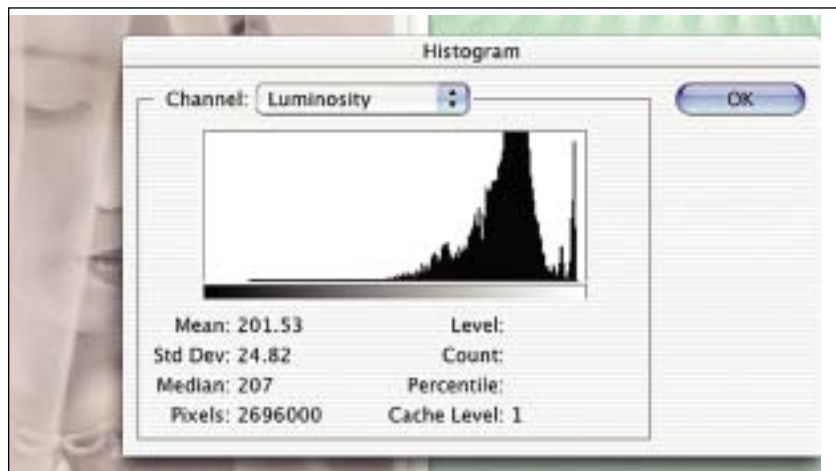 Histogram
Channel: Luminosity
OK
Mean: 201.53 Level:
Std Dev: 24.82 Count:
Median: 207 Percentile:
Pixels: 2696000 Cache Level: 1